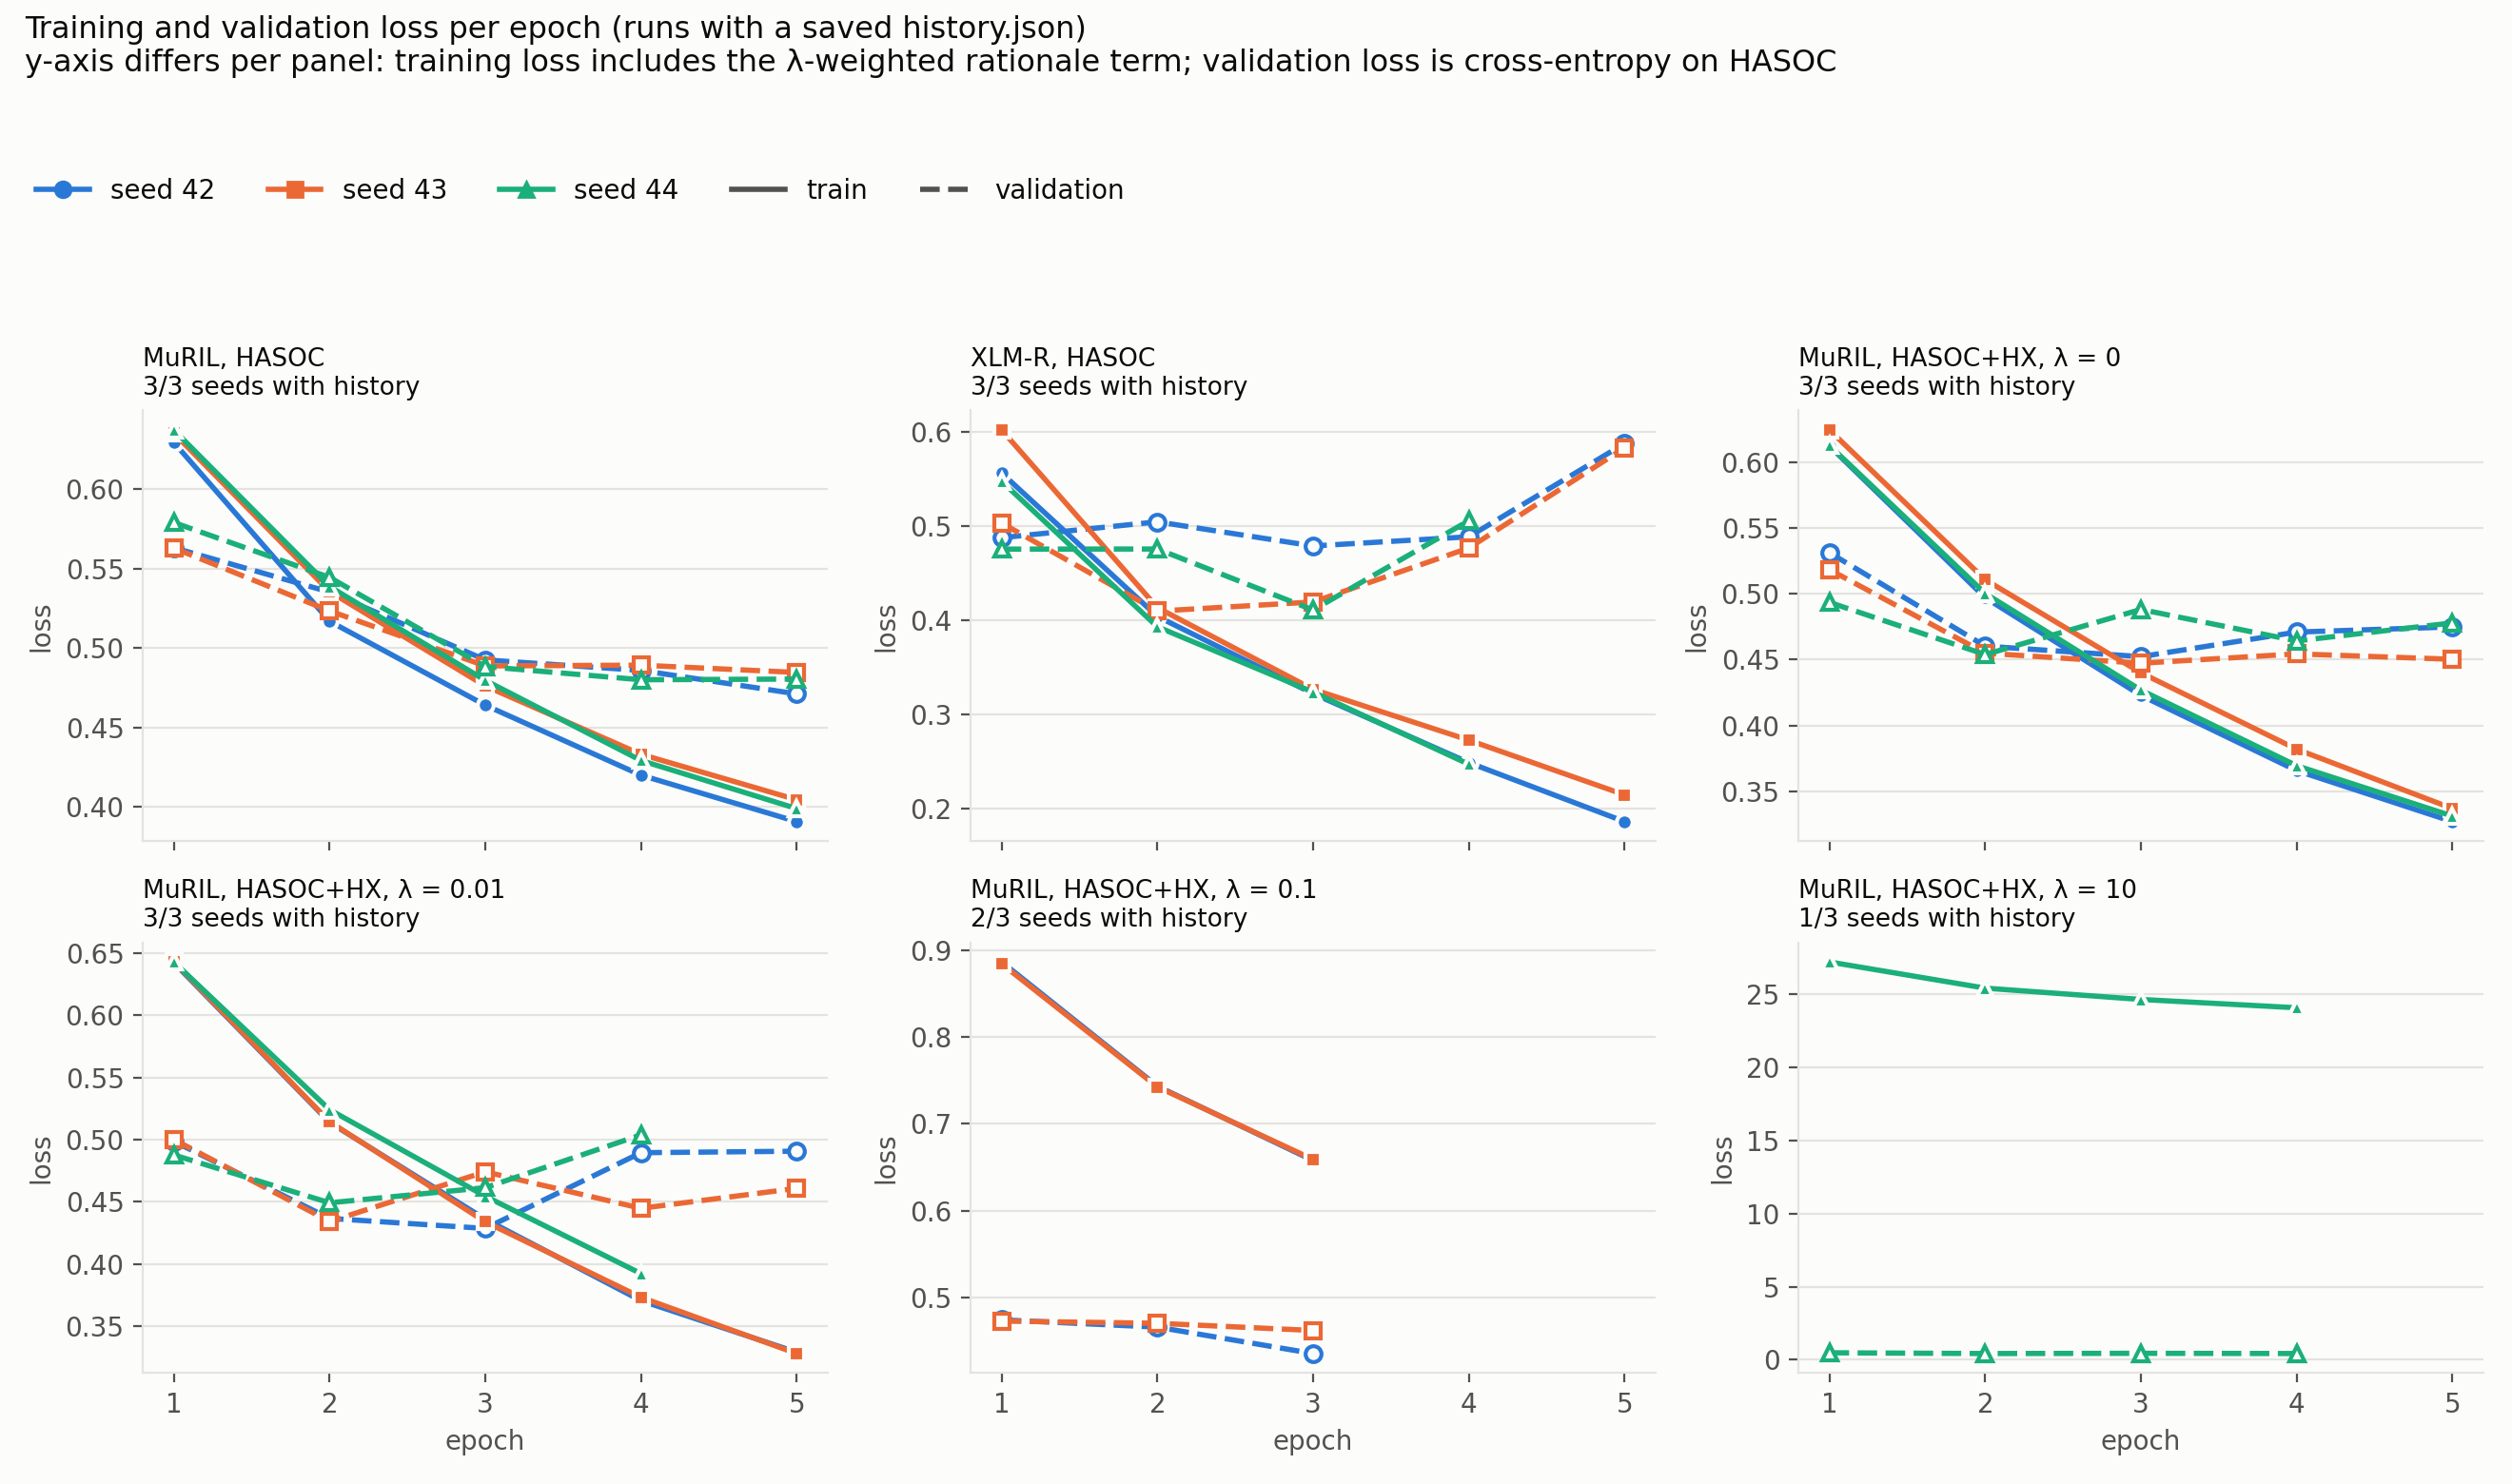 Training and validation loss per epoch (runs with a saved history.json)
y-axis differs per panel: training loss includes the λ-weighted rationale term; validation loss is cross-entropy on HASOC
seed 42 seed 43 seed 44 train validation
MuRIL, HASOC
3/3 seeds with history
0.60
0.55
0.50
0.45
0.40
loss
XLM-R, HASOC
3/3 seeds with history
0.6
0.5
0.4
0.3
0.2
loss
MuRIL, HASOC+HX, λ = 0
3/3 seeds with history
0.60
0.55
0.50
0.45
0.40
0.35
loss
MuRIL, HASOC+HX, λ = 0.01
3/3 seeds with history
0.65
0.60
0.55
0.50
0.45
0.40
0.35
loss
1 2 3 4 5
epoch
MuRIL, HASOC+HX, λ = 0.1
2/3 seeds with history
0.9
0.8
0.7
0.6
0.5
loss
1 2 3 4 5
epoch
MuRIL, HASOC+HX, λ = 10
1/3 seeds with history
25
20
15
10
5
0
loss
1 2 3 4 5
epoch